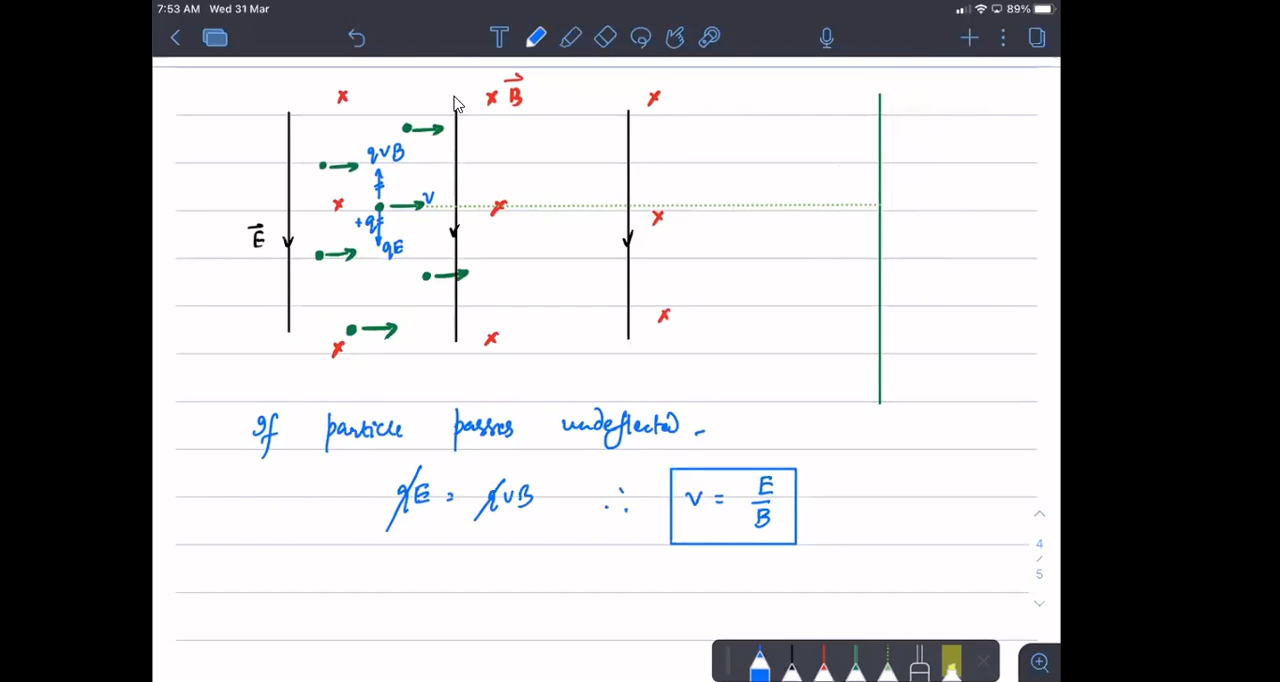 7:53 AM Wed 31 Mar
89%
T
x
x B⃗
x
qvB
x
v
x
x
+q
E⃗
qE
x
x
x
If particle passes undeflected.
qE = qvB ∴ v = E/B
4
/
5